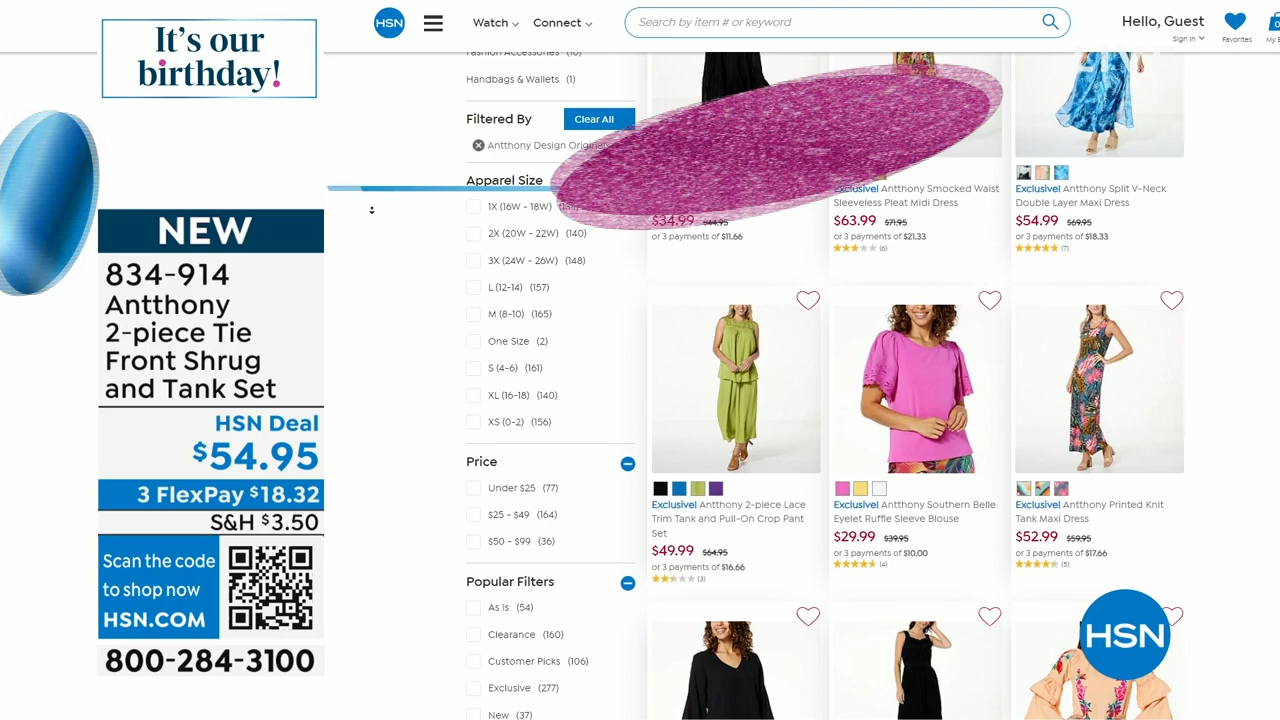 It's our
birthday!
HSN
Watch
Connect
Search by item # or keyword
Hello, Guest
Sign In
Favorites
NEW
834-914
Antthony
2-piece Tie
Front Shrug
and Tank Set
HSN Deal
$54.95
3 FlexPay $18.32
S&H $3.50
Scan the code
to shop now
HSN.COM
800-284-3100
Handbags & Wallets (1)
Filtered By
Clear All
Antthony Design
Apparel Size
1X (16W - 18W)
2X (20W - 22W) (140)
3X (24W - 26W) (148)
L (12-14) (157)
M (8-10) (165)
One Size (2)
S (4-6) (161)
XL (16-18) (140)
XS (0-2) (156)
Price
Under $25 (77)
$25 - $49 (164)
$50 - $99 (36)
Popular Filters
As Is (54)
Clearance (160)
Customer Picks (106)
Exclusive (277)
New (37)
$34.99 $44.95
or 3 payments of $11.66
Exclusive! Antthony Smocked Waist
Sleeveless Pleat Midi Dress
$63.99 $71.95
or 3 payments of $21.33
(6)
Exclusive! Antthony Split V-Neck
Double Layer Maxi Dress
$54.99 $69.95
or 3 payments of $18.33
(7)
Exclusive! Antthony 2-piece Lace
Trim Tank and Pull-On Crop Pant
Set
$49.99 $64.95
or 3 payments of $16.66
(3)
Exclusive! Antthony Southern Belle
Eyelet Ruffle Sleeve Blouse
$29.99 $39.95
or 3 payments of $10.00
(4)
Exclusive! Antthony Printed Knit
Tank Maxi Dress
$52.99 $59.95
or 3 payments of $17.66
(5)
HSN